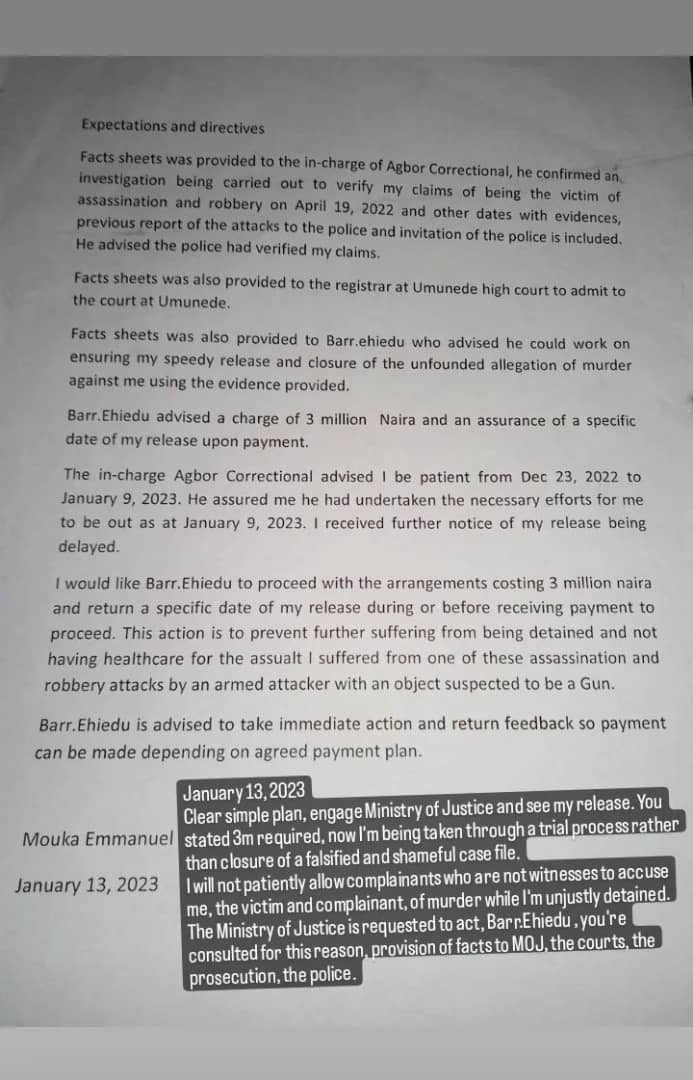 Expectations and directives
Facts sheets was provided to the in-charge of Agbor Correctional, he confirmed an
investigation being carried out to verify my claims of being the victim of
assassination and robbery on April 19, 2022 and other dates with evidences,
previous report of the attacks to the police and invitation of the police is included.
He advised the police had verified my claims.
Facts sheets was also provided to the registrar at Umunede high court to admit to
the court at Umunede.
Facts sheets was also provided to Barr.ehiedu who advised he could work on
ensuring my speedy release and closure of the unfounded allegation of murder
against me using the evidence provided.
Barr.Ehiedu advised a charge of 3 million Naira and an assurance of a specific
date of my release upon payment.
The in-charge Agbor Correctional advised I be patient from Dec 23, 2022 to
January 9, 2023. He assured me he had undertaken the necessary efforts for me
to be out as at January 9, 2023. I received further notice of my release being
delayed.
I would like Barr.Ehiedu to proceed with the arrangements costing 3 million naira
and return a specific date of my release during or before receiving payment to
proceed. This action is to prevent further suffering from being detained and not
having healthcare for the assualt I suffered from one of these assassination and
robbery attacks by an armed attacker with an object suspected to be a Gun.
Barr.Ehiedu is advised to take immediate action and return feedback so payment
can be made depending on agreed payment plan.
Mouka Emmanuel
January 13, 2023
January 13, 2023
Clear simple plan, engage Ministry of Justice and see my release. You
stated 3m required, now I'm being taken through a trial process rather
than closure of a falsified and shameful case file.
I will not patiently allow complainants who are not witnesses to accuse
me, the victim and complainant, of murder while I'm unjustly detained.
The Ministry of Justice is requested to act, Barr.Ehiedu, you're
consulted for this reason, provision of facts to MOJ, the courts, the
prosecution, the police.